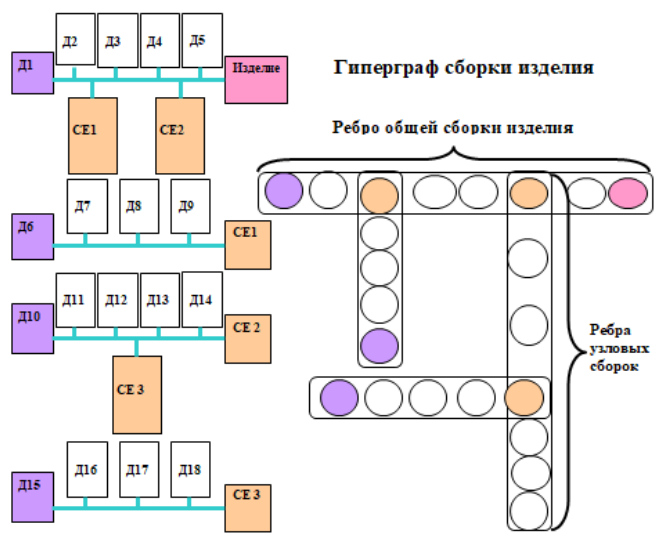 Д1
Д2
Д3
Д4
Д5
Изделие
СЕ1
СЕ2
Д6
Д7
Д8
Д9
СЕ1
Д10
Д11
Д12
Д13
Д14
СЕ 2
СЕ 3
Д15
Д16
Д17
Д18
СЕ 3
Гиперграф сборки изделия
Ребро общей сборки изделия
Ребра
узловых
сборок